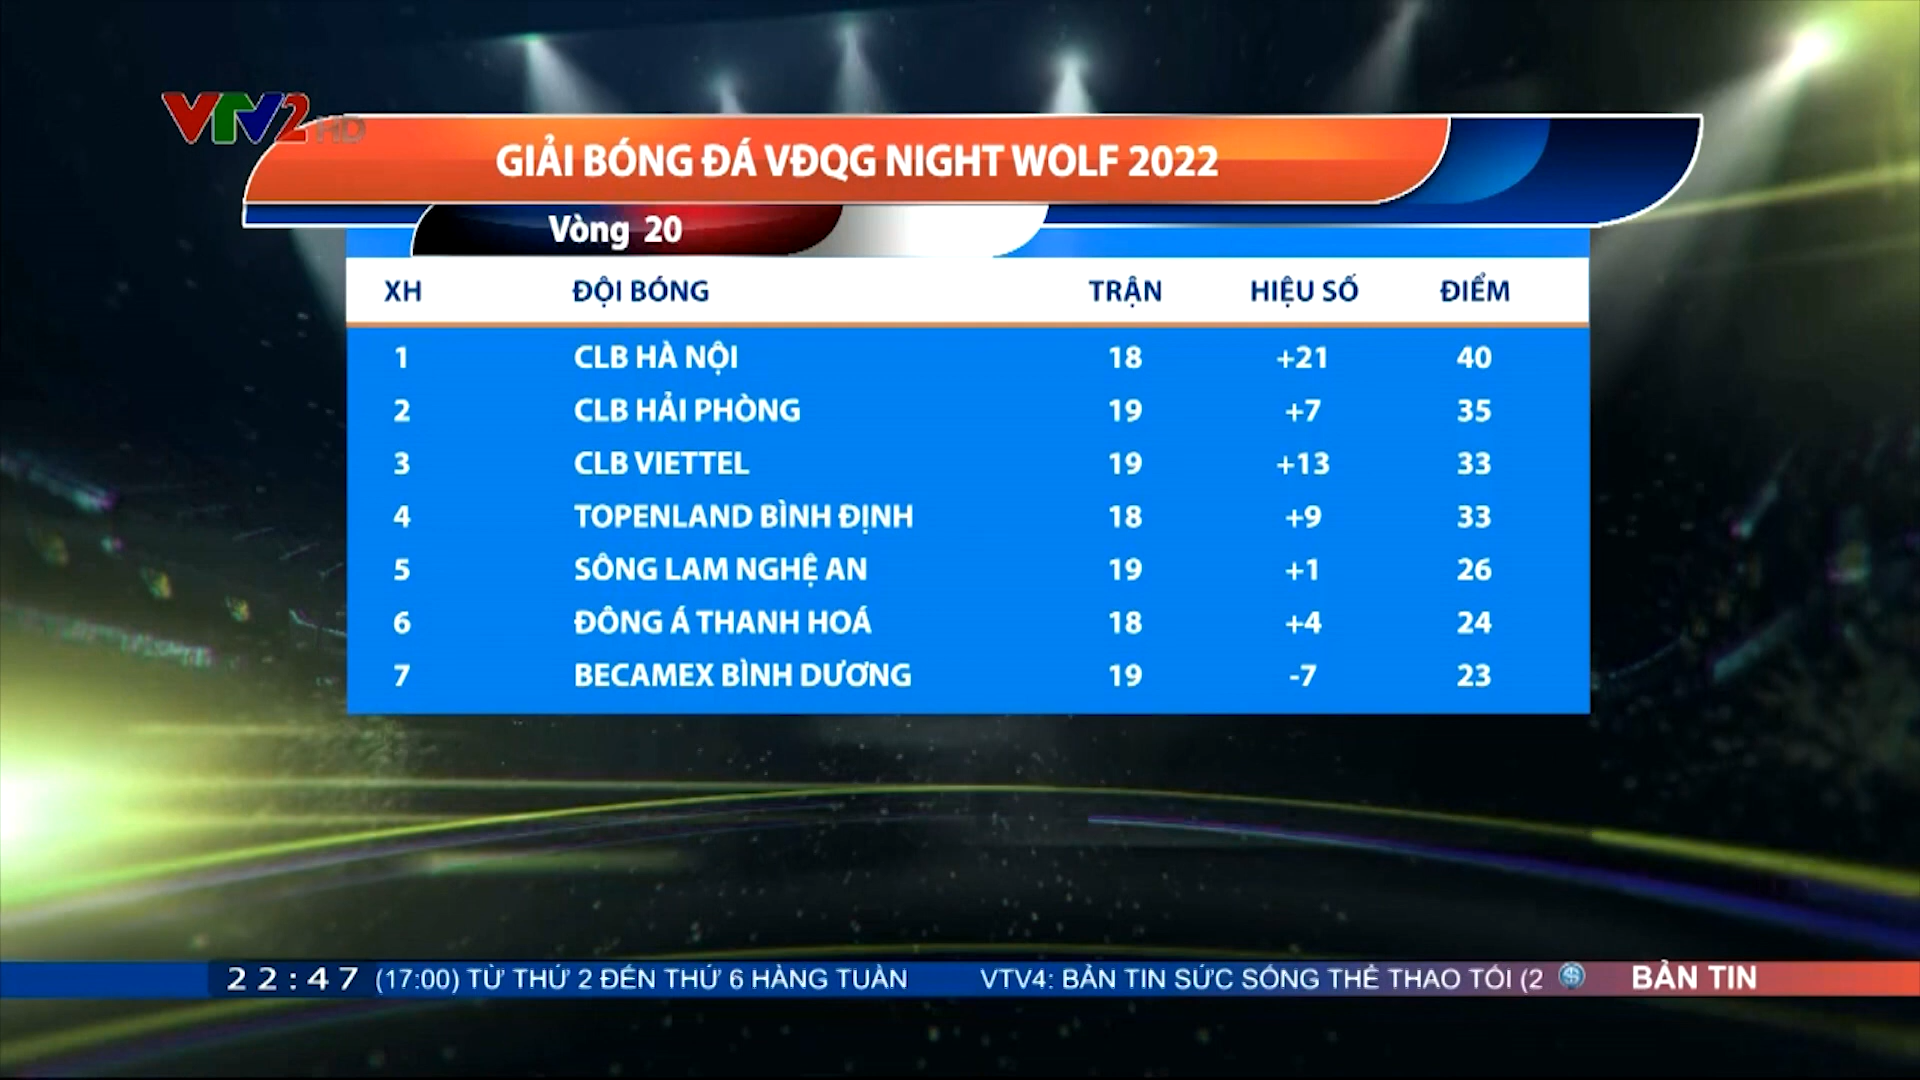 VTV2 HD
GIẢI BÓNG ĐÁ VĐQG NIGHT WOLF 2022
Vòng 20
XH ĐỘI BÓNG TRẬN HIỆU SỐ ĐIỂM
1 CLB HÀ NỘI 18 +21 40
2 CLB HẢI PHÒNG 19 +7 35
3 CLB VIETTEL 19 +13 33
4 TOPENLAND BÌNH ĐỊNH 18 +9 33
5 SÔNG LAM NGHỆ AN 19 +1 26
6 ĐÔNG Á THANH HOÁ 18 +4 24
7 BECAMEX BÌNH DƯƠNG 19 -7 23
22:47 (17:00) TỪ THỨ 2 ĐẾN THỨ 6 HÀNG TUẦN VTV4: BẢN TIN SỨC SỐNG THỂ THAO TỐI (2 BẢN TIN